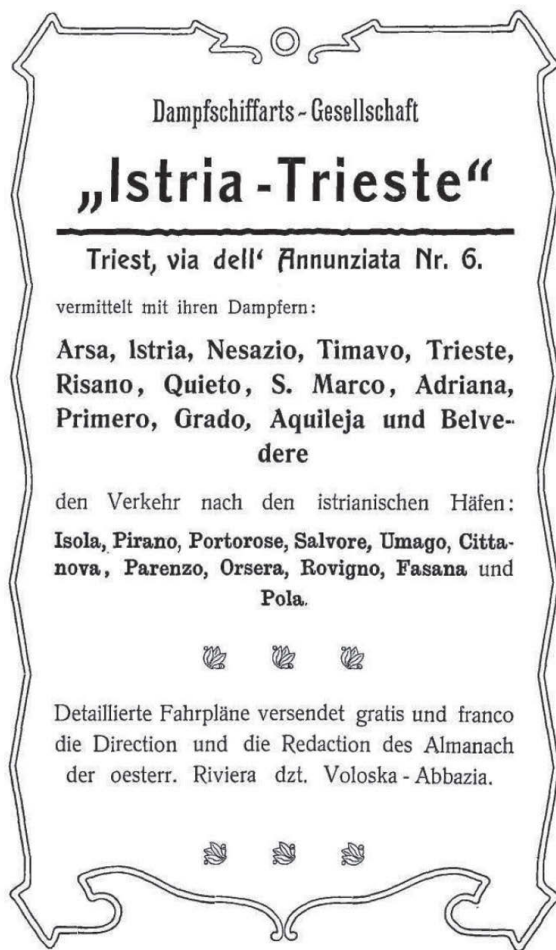 Dampfschiffarts-Gesellschaft
„Istria-Trieste“
Triest, via dell‘ Annunziata Nr. 6.
vermittelt mit ihren Dampfern:
Arsa, Istria, Nesazio, Timavo, Trieste,
Risano, Quieto, S. Marco, Adriana,
Primero, Grado, Aquileja und Belve-
dere
den Verkehr nach den istrianischen Häfen:
Isola, Pirano, Portorose, Salvore, Umago, Citta-
nova, Parenzo, Orsera, Rovigno, Fasana und
Pola.
Detaillierte Fahrpläne versendet gratis und franco
die Direction und die Redaction des Almanach
der oesterr. Riviera dzt. Voloska-Abbazia.